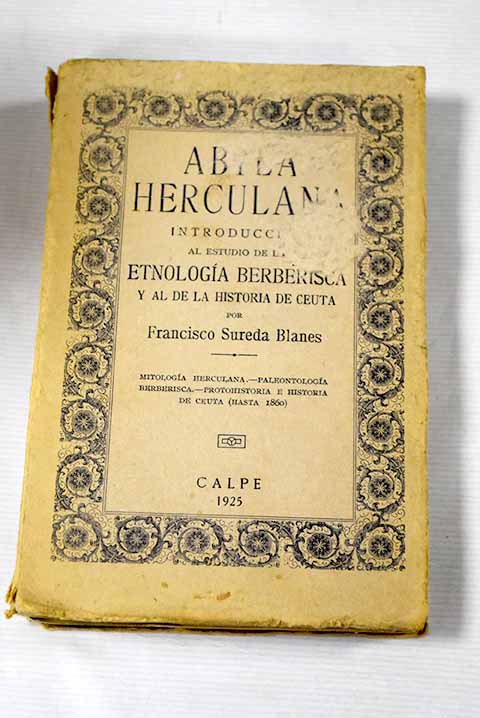 ABYLA
HERCULANA
INTRODUCCI
AL ESTUDIO DE LA
ETNOLOGÍA BERBERISCA
Y AL DE LA HISTORIA DE CEUTA
POR
Francisco Sureda Blanes
MITOLOGÍA HERCULANA.—PALEONTOLOGÍA
BERBERISCA.—PROTOHISTORIA E HISTORIA
DE CEUTA (HASTA 1860)
CALPE
1925